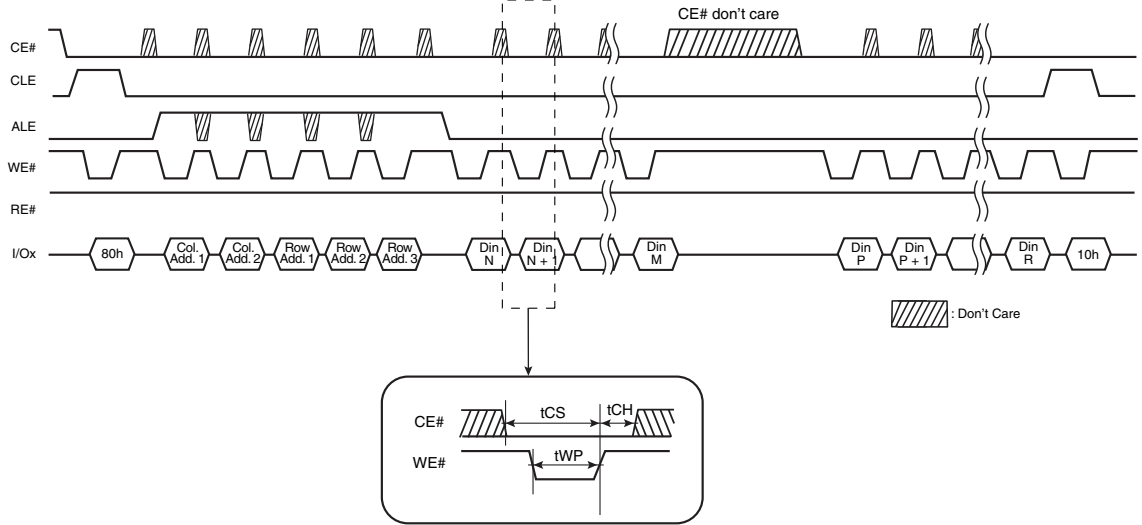 CE# don't care
CE#
CLE
ALE
WE#
RE#
I/Ox
80h
Col.
Add. 1
Col.
Add. 2
Row
Add. 1
Row
Add. 2
Row
Add. 3
Din
N
Din
N + 1
Din
M
Din
P
Din
P + 1
Din
R
10h
: Don't Care
CE#
tCS
tCH
WE#
tWP